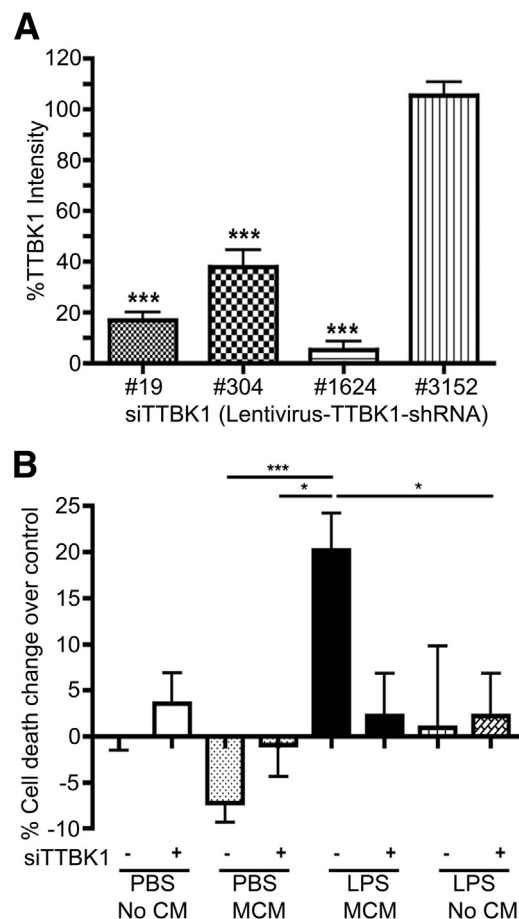 A
%TTBK1 Intensity
120
100
80
60
40
20
0
***
***
***
#19 #304 #1624 #3152
siTTBK1 (Lentivirus-TTBK1-shRNA)
B
% Cell death change over control
25
20
15
10
5
0
-5
-10
***
* *
siTTBK1 - + - + - + - +
PBS PBS LPS LPS
No CM MCM MCM No CM